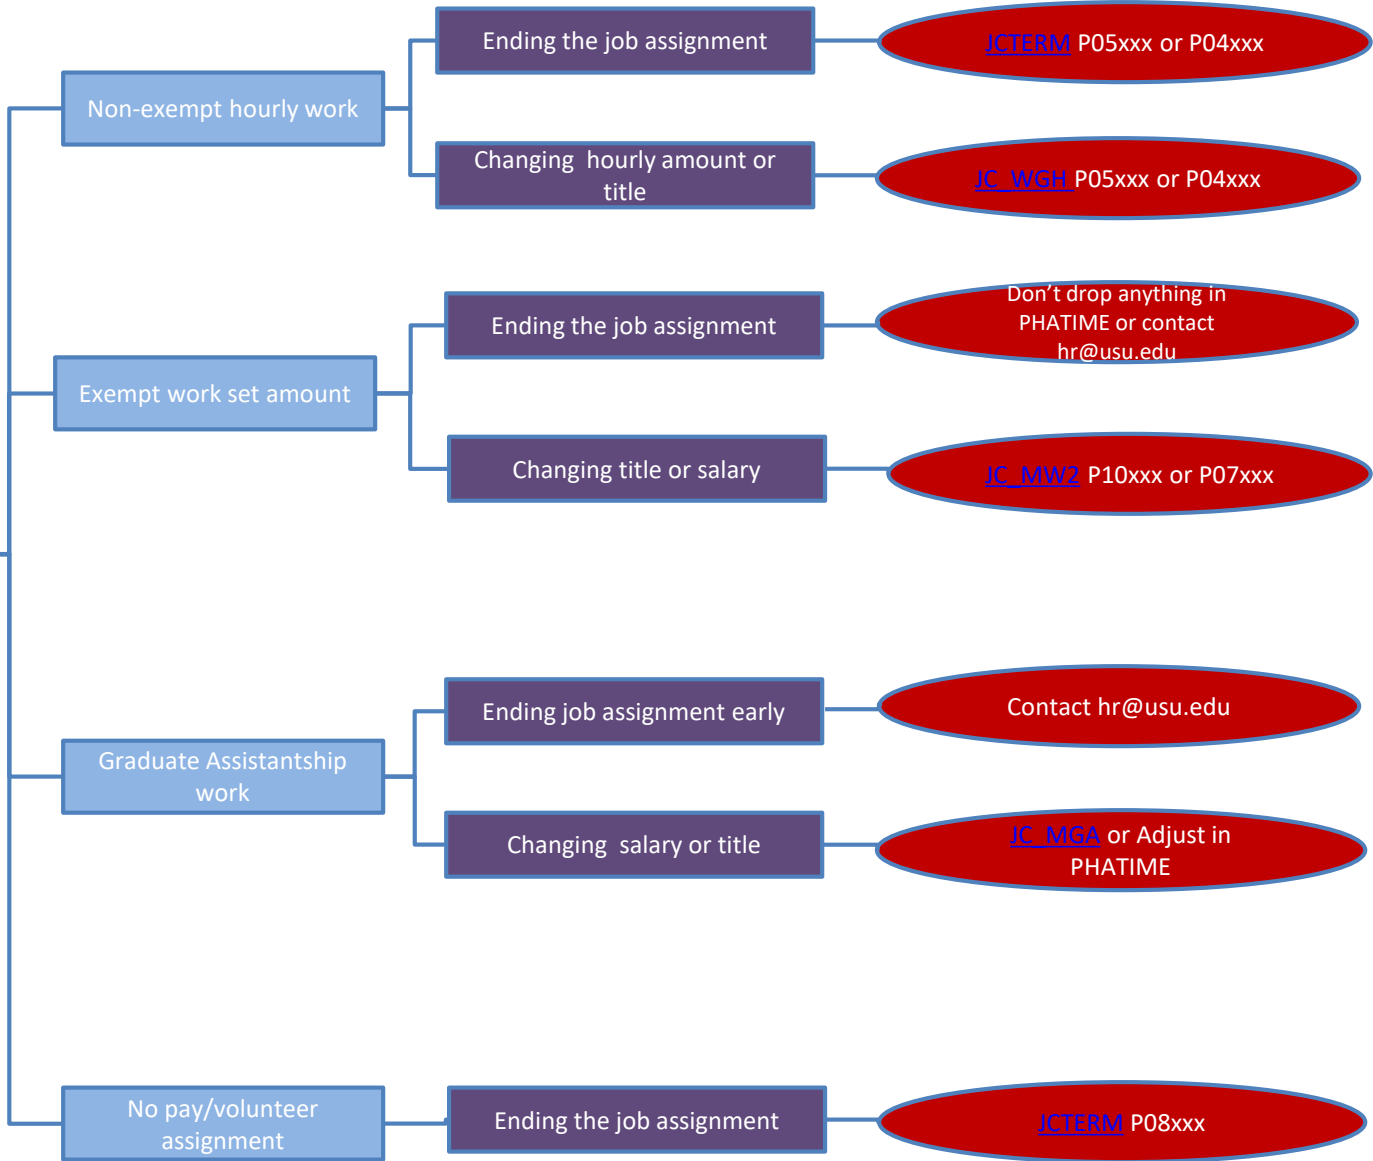 Non-exempt hourly work
Ending the job assignment
JCTERM P05xxx or P04xxx
Changing  hourly amount or
title
JC_WGH P05xxx or P04xxx
Exempt work set amount
Ending the job assignment
Don’t drop anything in
PHATIME or contact
hr@usu.edu
Changing title or salary
JC_MW2 P10xxx or P07xxx
Graduate Assistantship
work
Ending job assignment early
Contact hr@usu.edu
Changing  salary or title
JC_MGA or Adjust in
PHATIME
No pay/volunteer
assignment
Ending the job assignment
JCTERM P08xxx